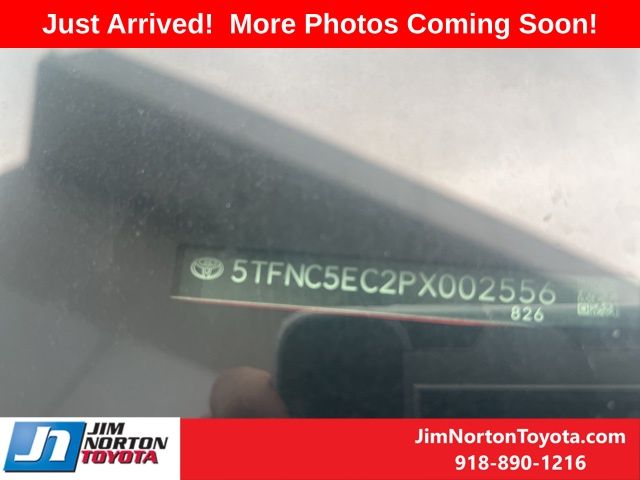 Just Arrived! More Photos Coming Soon!
5TFNC5EC2PX002556
826
JIM
NORTON
TOYOTA
JimNortonToyota.com
918-890-1216